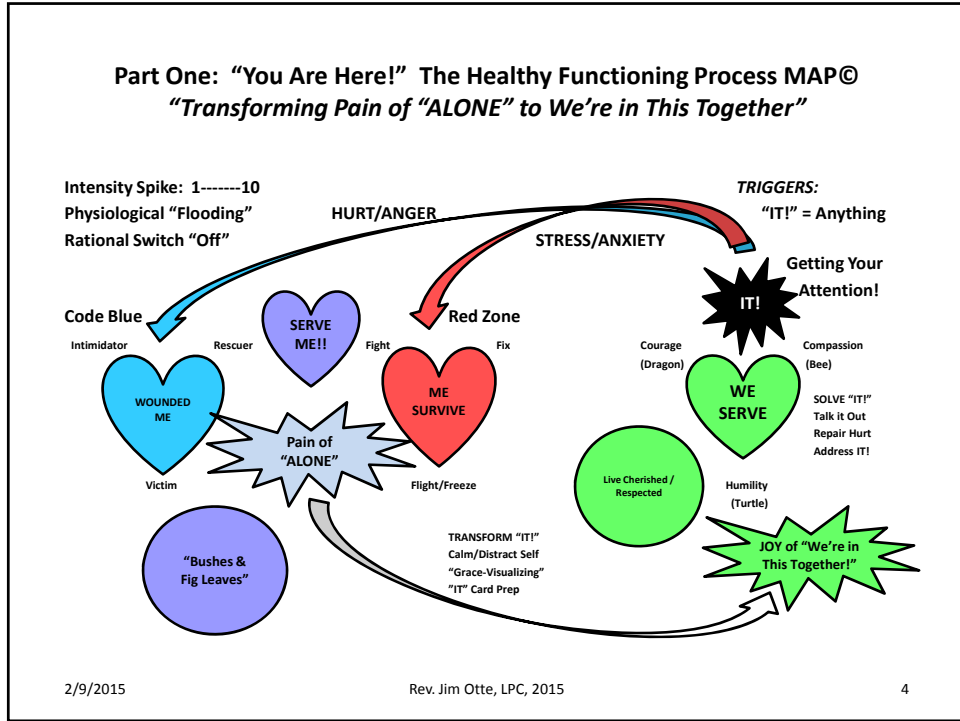 Part One:  “You Are Here!”  The Healthy Functioning Process MAP©
“Transforming Pain of “ALONE” to We’re in This Together”
Intensity Spike:  1-------10
Physiological “Flooding”
Rational Switch “Off”
HURT/ANGER
STRESS/ANXIETY
TRIGGERS:
“IT!” = Anything
Getting Your
Attention!
IT!
Code Blue
Intimidator
Rescuer
WOUNDED
ME
Victim
SERVE
ME!!
Red Zone
Fight
Fix
ME
SURVIVE
Flight/Freeze
Pain of
“ALONE”
“Bushes &
Fig Leaves”
Courage
(Dragon)
Compassion
(Bee)
WE
SERVE
SOLVE “IT!”
Talk it Out
Repair Hurt
Address IT!
Live Cherished /
Respected
Humility
(Turtle)
TRANSFORM “IT!”
Calm/Distract Self
“Grace-Visualizing”
”IT” Card Prep
JOY of “We’re in
This Together!”
2/9/2015
Rev. Jim Otte, LPC, 2015
4